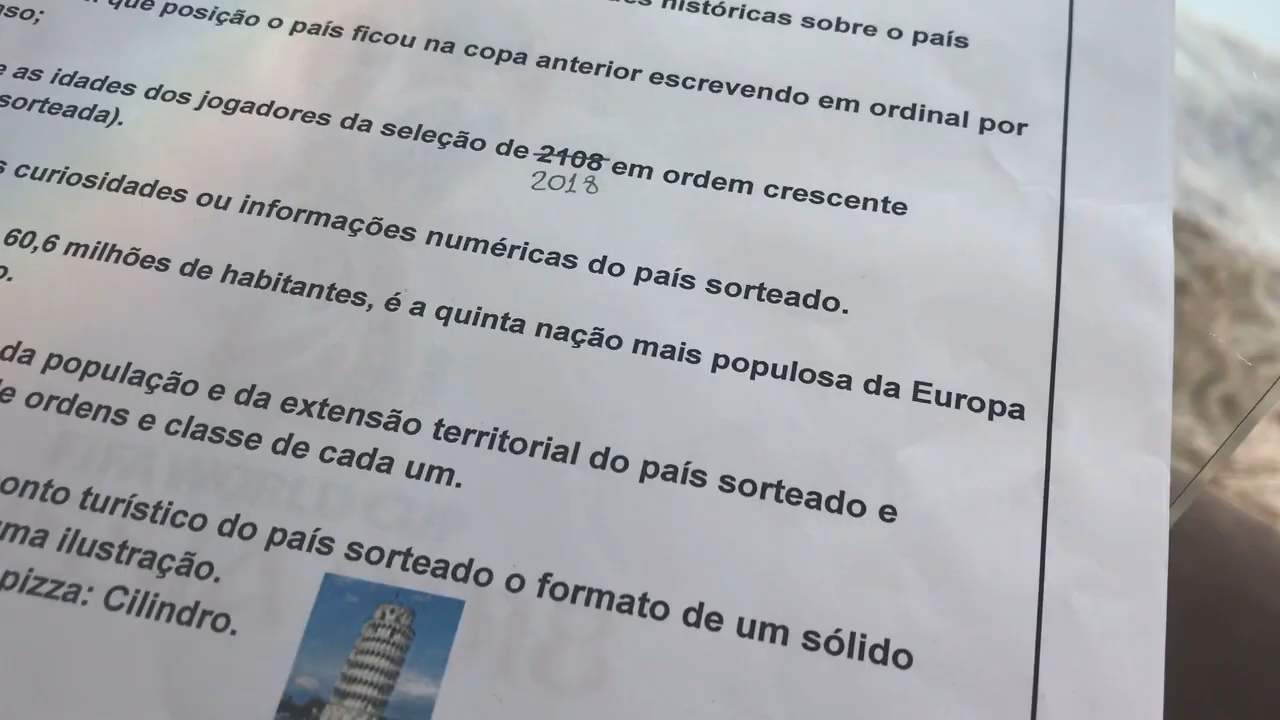 históricas sobre o país
que posição o país ficou na copa anterior escrevendo em ordinal por
as idades dos jogadores da seleção de 2108 em ordem crescente
2018
sorteada).
curiosidades ou informações numéricas do país sorteado.
60,6 milhões de habitantes, é a quinta nação mais populosa da Europa
da população e da extensão territorial do país sorteado e
ordens e classe de cada um.
turístico do país sorteado o formato de um sólido
ilustração.
pizza: Cilindro.